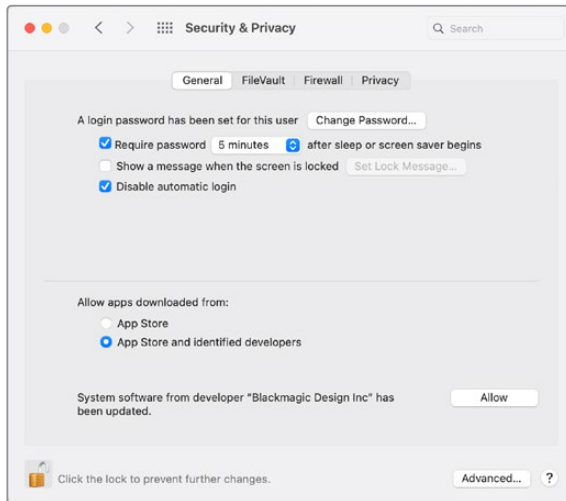 Security & Privacy
Search
General FileVault Firewall Privacy
A login password has been set for this user Change Password...
Require password 5 minutes after sleep or screen saver begins
Show a message when the screen is locked Set Lock Message...
Disable automatic login
Allow apps downloaded from:
App Store
App Store and identified developers
System software from developer "Blackmagic Design Inc" has
been updated.
Allow
Click the lock to prevent further changes.
Advanced... ?